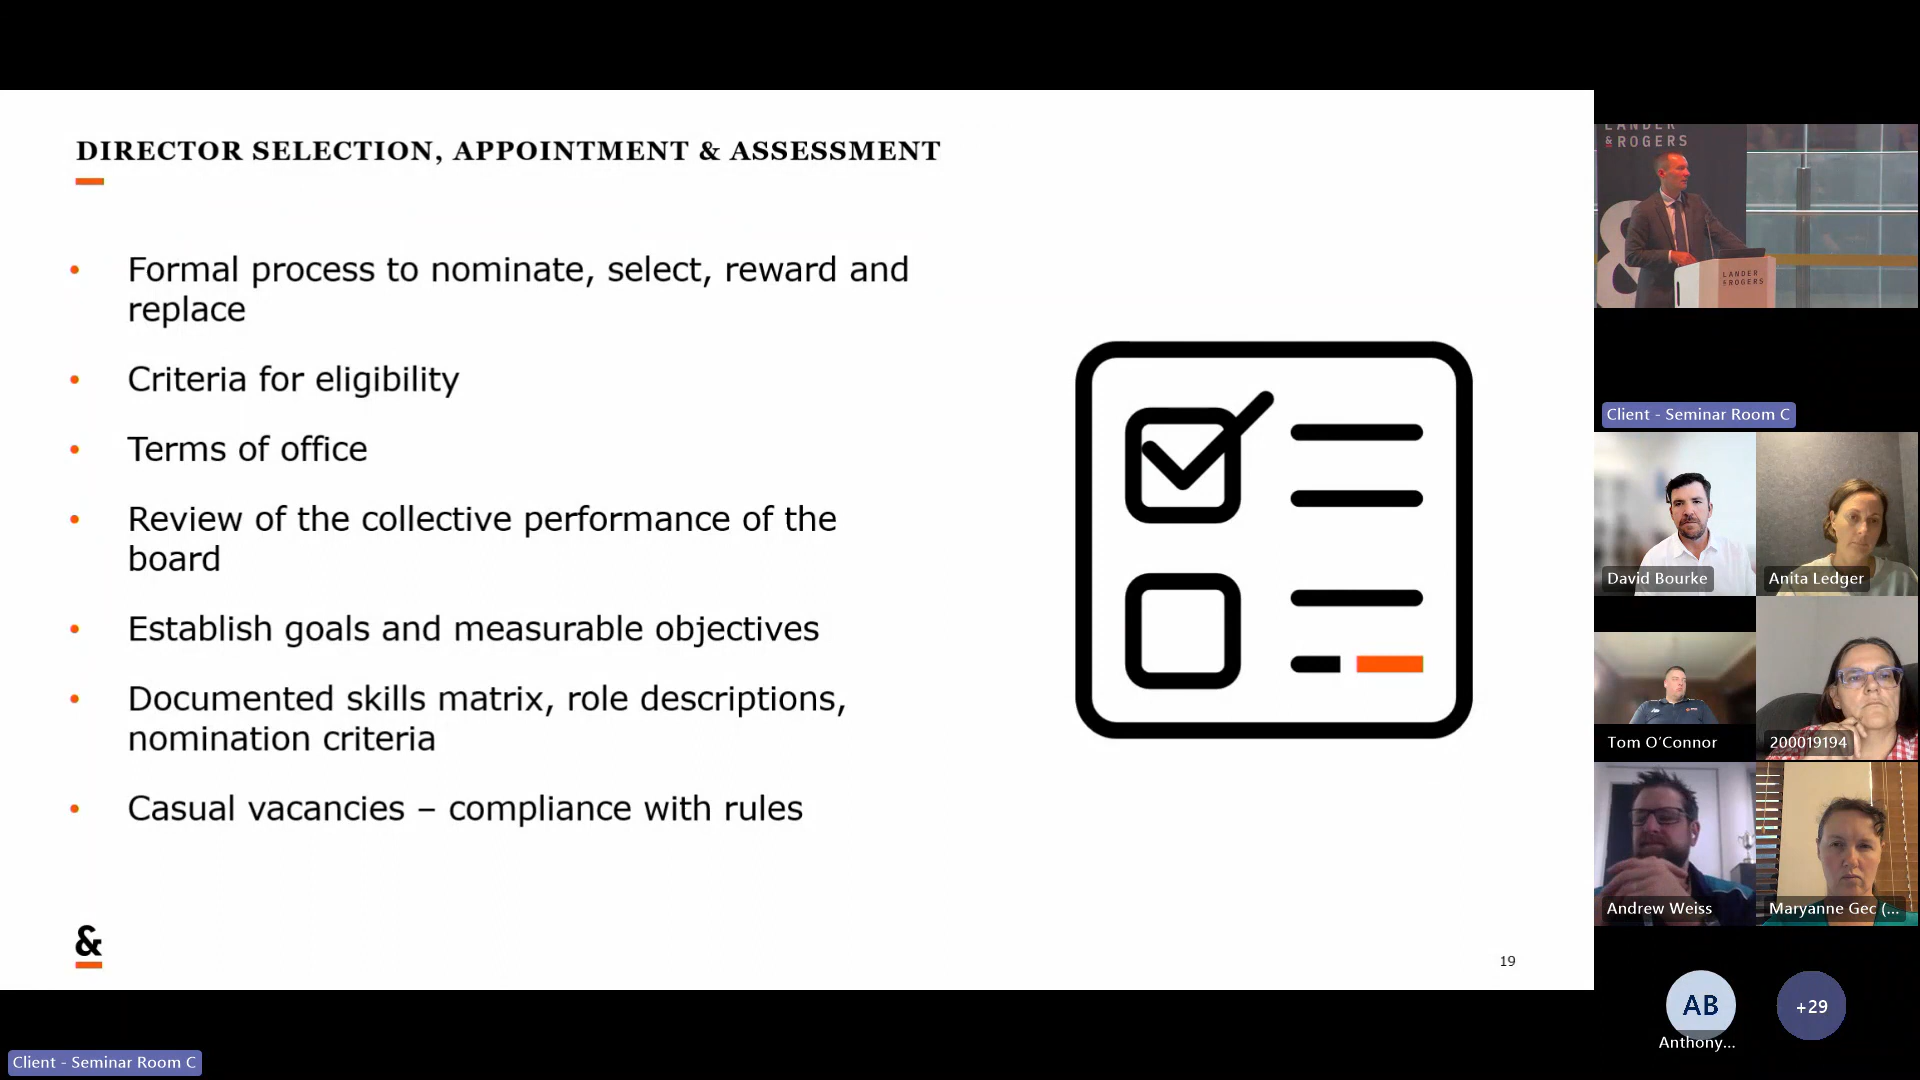 DIRECTOR SELECTION, APPOINTMENT & ASSESSMENT
• Formal process to nominate, select, reward and
replace
• Criteria for eligibility
• Terms of office
• Review of the collective performance of the
board
• Establish goals and measurable objectives
• Documented skills matrix, role descriptions,
nomination criteria
• Casual vacancies – compliance with rules
&
19
Client - Seminar Room C
LANDER
& ROGERS
&
LANDER
& ROGERS
Client - Seminar Room C
David Bourke
Anita Ledger
Tom O’Connor
200019194
Andrew Weiss
Maryanne Gec (...
AB
+29
Anthony...